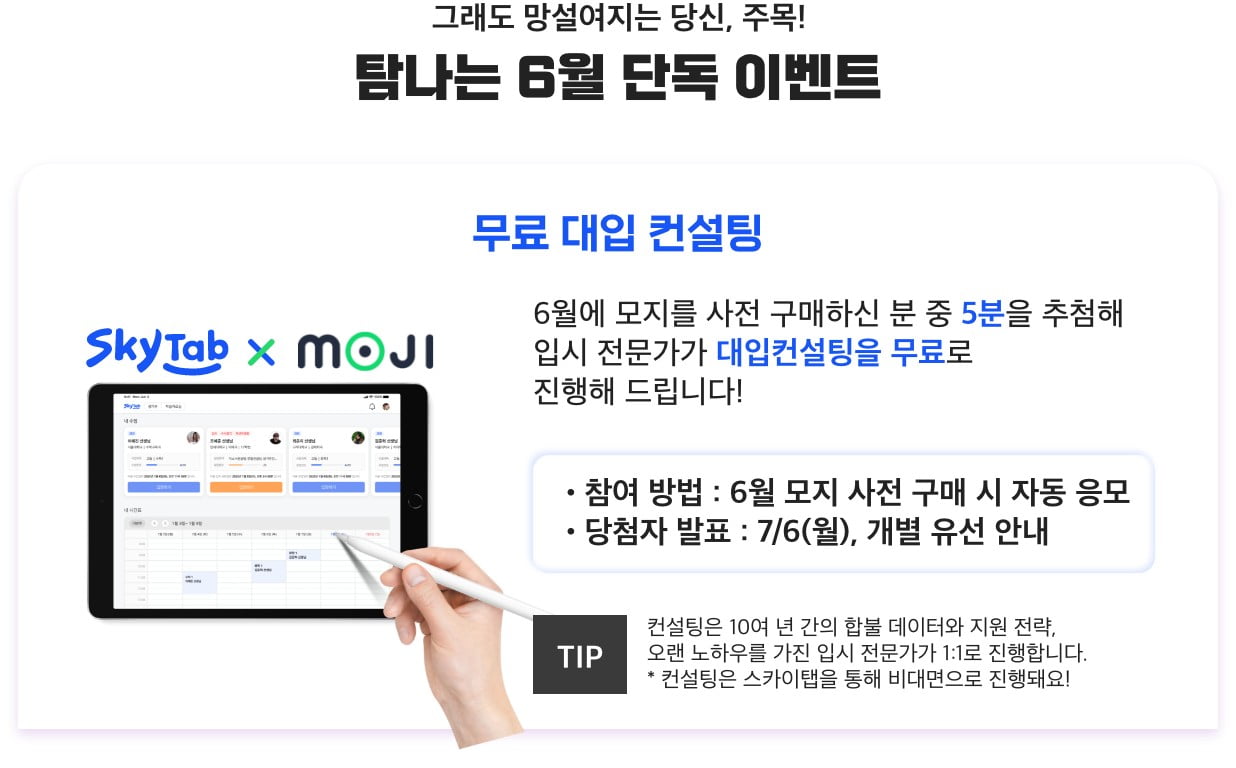 그래도 망설여지는 당신, 주목!
탐나는 6월 단독 이벤트
무료 대입 컨설팅
SkyTab x MOJI
6월에 모지를 사전 구매하신 분 중 5분을 추첨해
입시 전문가가 대입컨설팅을 무료로
진행해 드립니다!
• 참여 방법 : 6월 모지 사전 구매 시 자동 응모
• 당첨자 발표 : 7/6(월), 개별 유선 안내
TIP
컨설팅은 10여 년 간의 합불 데이터와 지원 전략,
오랜 노하우를 가진 입시 전문가가 1:1로 진행합니다.
* 컨설팅은 스카이탭을 통해 비대면으로 진행돼요!
SkyTab
내 수업
내 시간표